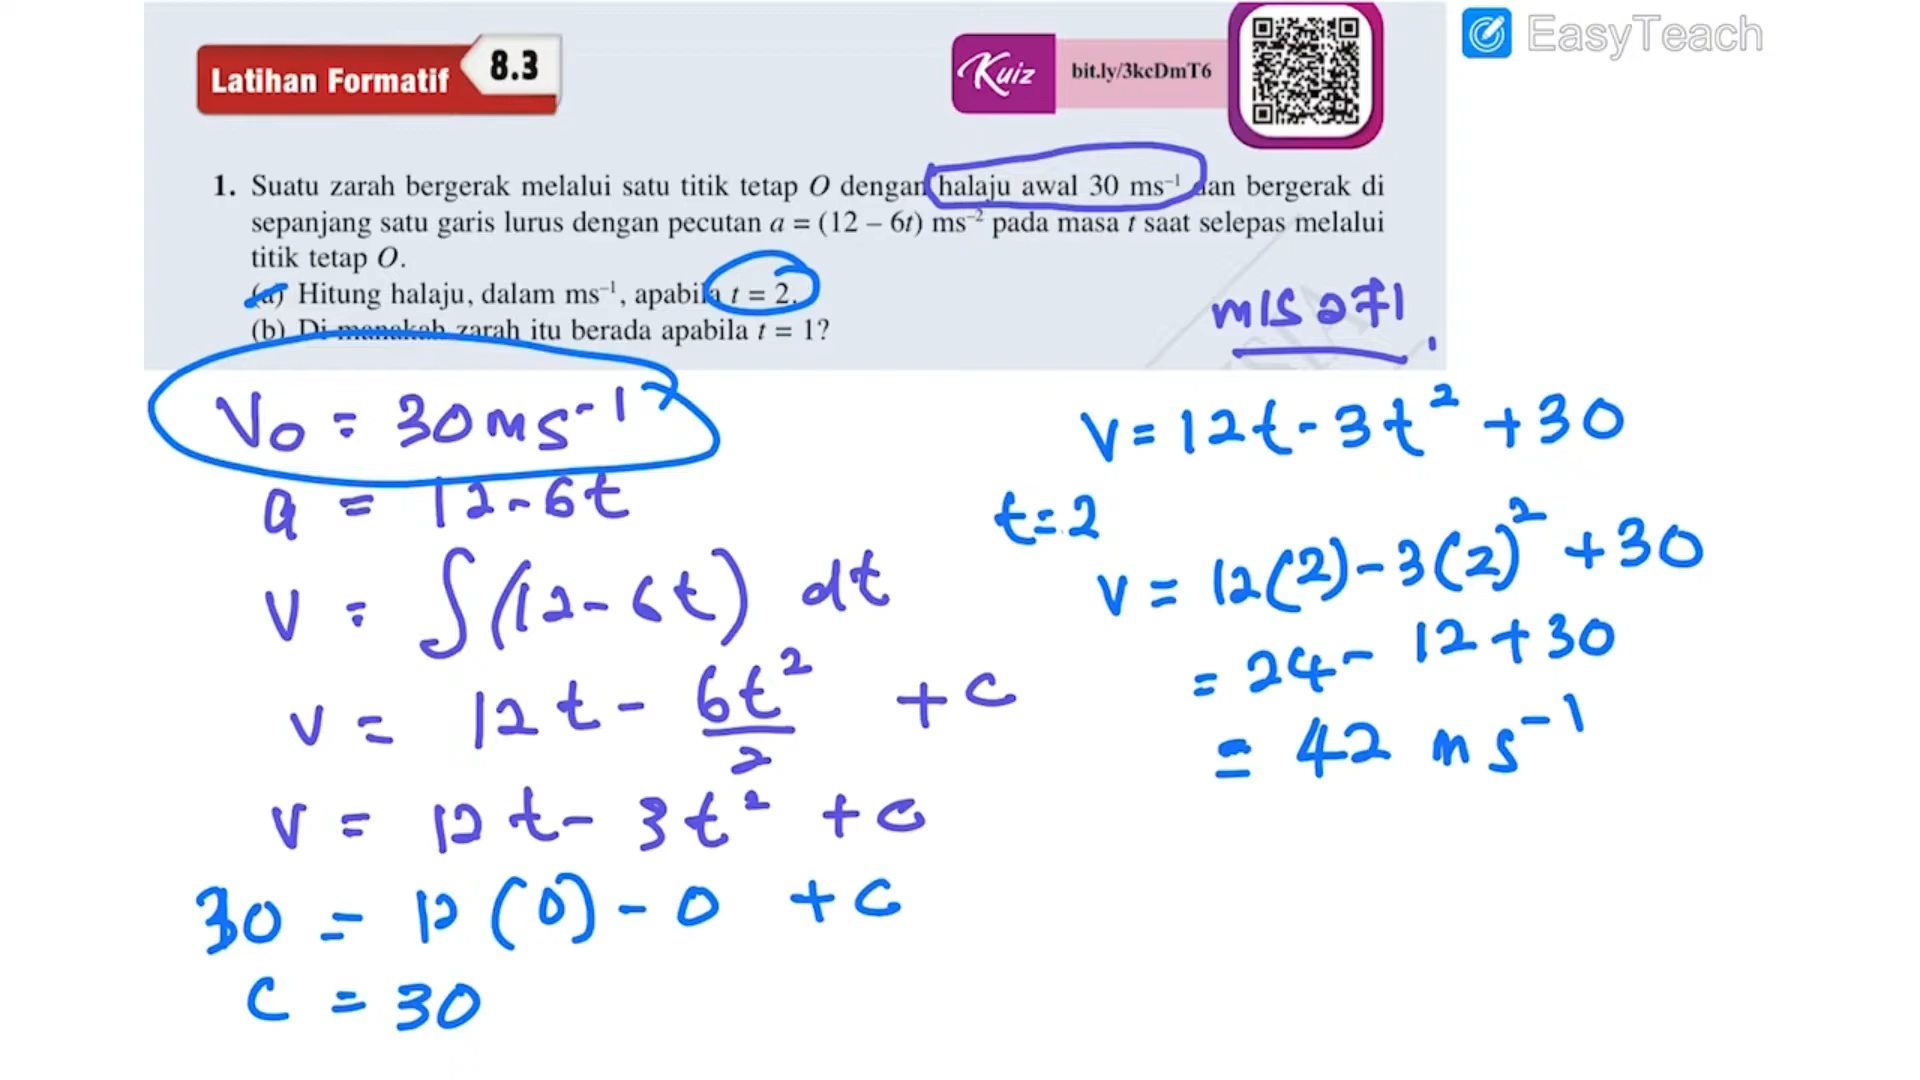 EasyTeach
Latihan Formatif 8.3
Kuiz bit.ly/3kcDmT6
1. Suatu zarah bergerak melalui satu titik tetap O dengan halaju awal 30 ms⁻¹ dan bergerak di
sepanjang satu garis lurus dengan pecutan a = (12 – 6t) ms⁻² pada masa t saat selepas melalui
titik tetap O.
(a) Hitung halaju, dalam ms⁻¹, apabila t = 2.
(b) Di manakah zarah itu berada apabila t = 1?
m/s 271
V₀ = 30 ms⁻¹
a = 12 - 6t
V = ∫(12 - 6t) dt
V = 12t - 6t²/2 + c
V = 12t - 3t² + c
30 = 12(0) - 0 + c
c = 30
V = 12t - 3t² + 30
t = 2
V = 12(2) - 3(2)² + 30
= 24 - 12 + 30
= 42 ms⁻¹